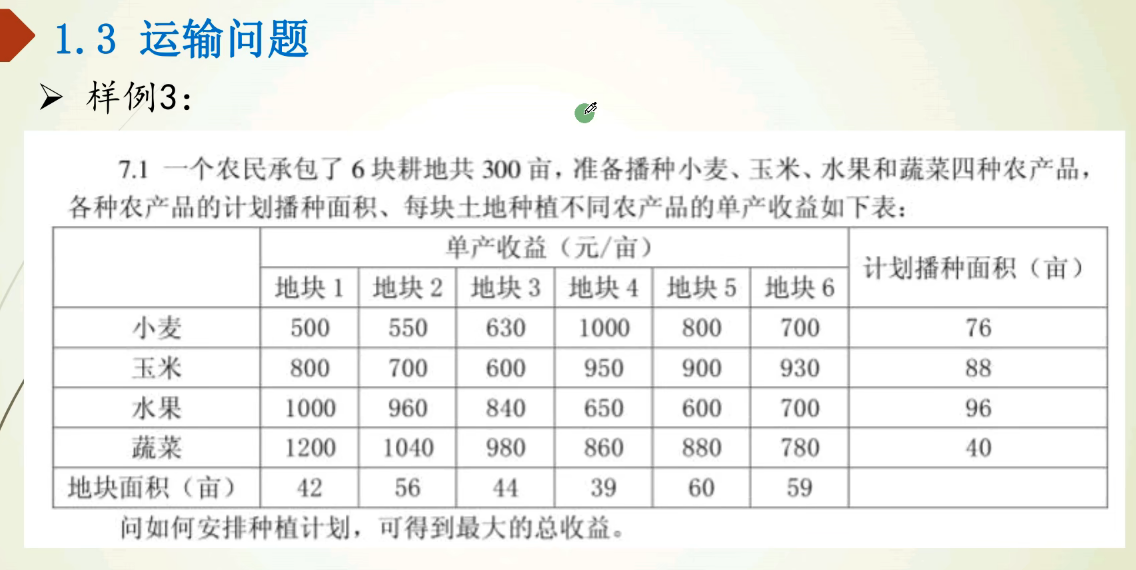 1.3 运输问题
样例3：
7.1 一个农民承包了 6 块耕地共 300 亩，准备播种小麦、玉米、水果和蔬菜四种农产品，
各种农产品的计划播种面积、每块土地种植不同农产品的单产收益如下表：
单产收益（元/亩） 计划播种面积（亩）
地块 1 地块 2 地块 3 地块 4 地块 5 地块 6
小麦 500 550 630 1000 800 700 76
玉米 800 700 600 950 900 930 88
水果 1000 960 840 650 600 700 96
蔬菜 1200 1040 980 860 880 780 40
地块面积（亩） 42 56 44 39 60 59
问如何安排种植计划，可得到最大的总收益。